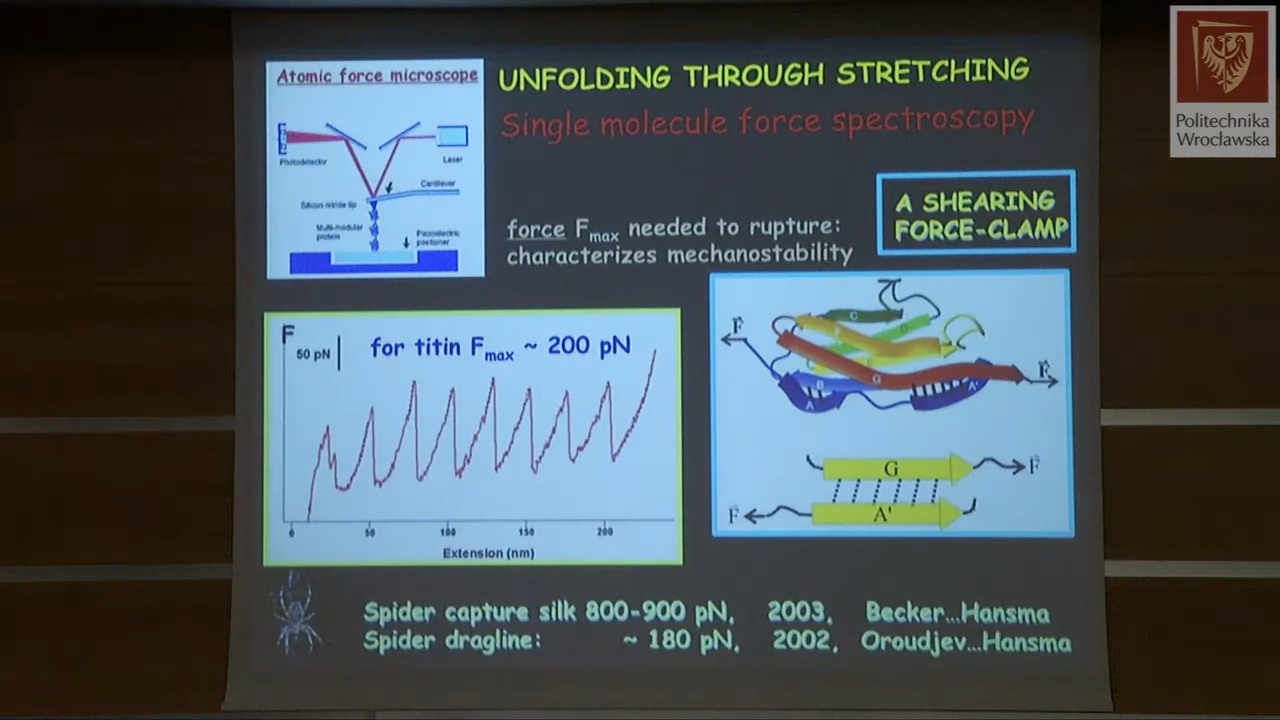 Atomic force microscope
Photodetector
Laser
Cantilever
Silicon nitride tip
Multi-modular
protein
Piezoelectric
positioner
UNFOLDING THROUGH STRETCHING
Single molecule force spectroscopy
force Fmax needed to rupture:
characterizes mechanostability
A SHEARING
FORCE-CLAMP
Politechnika
Wrocławska
F
50 pN
for titin Fmax ~ 200 pN
0 50 100 150 200
Extension (nm)
F
C
D
B
G
A
A'
F
G
F
F
A'
Spider capture silk 800-900 pN, 2003, Becker...Hansma
Spider dragline: ~ 180 pN, 2002, Oroudjev...Hansma